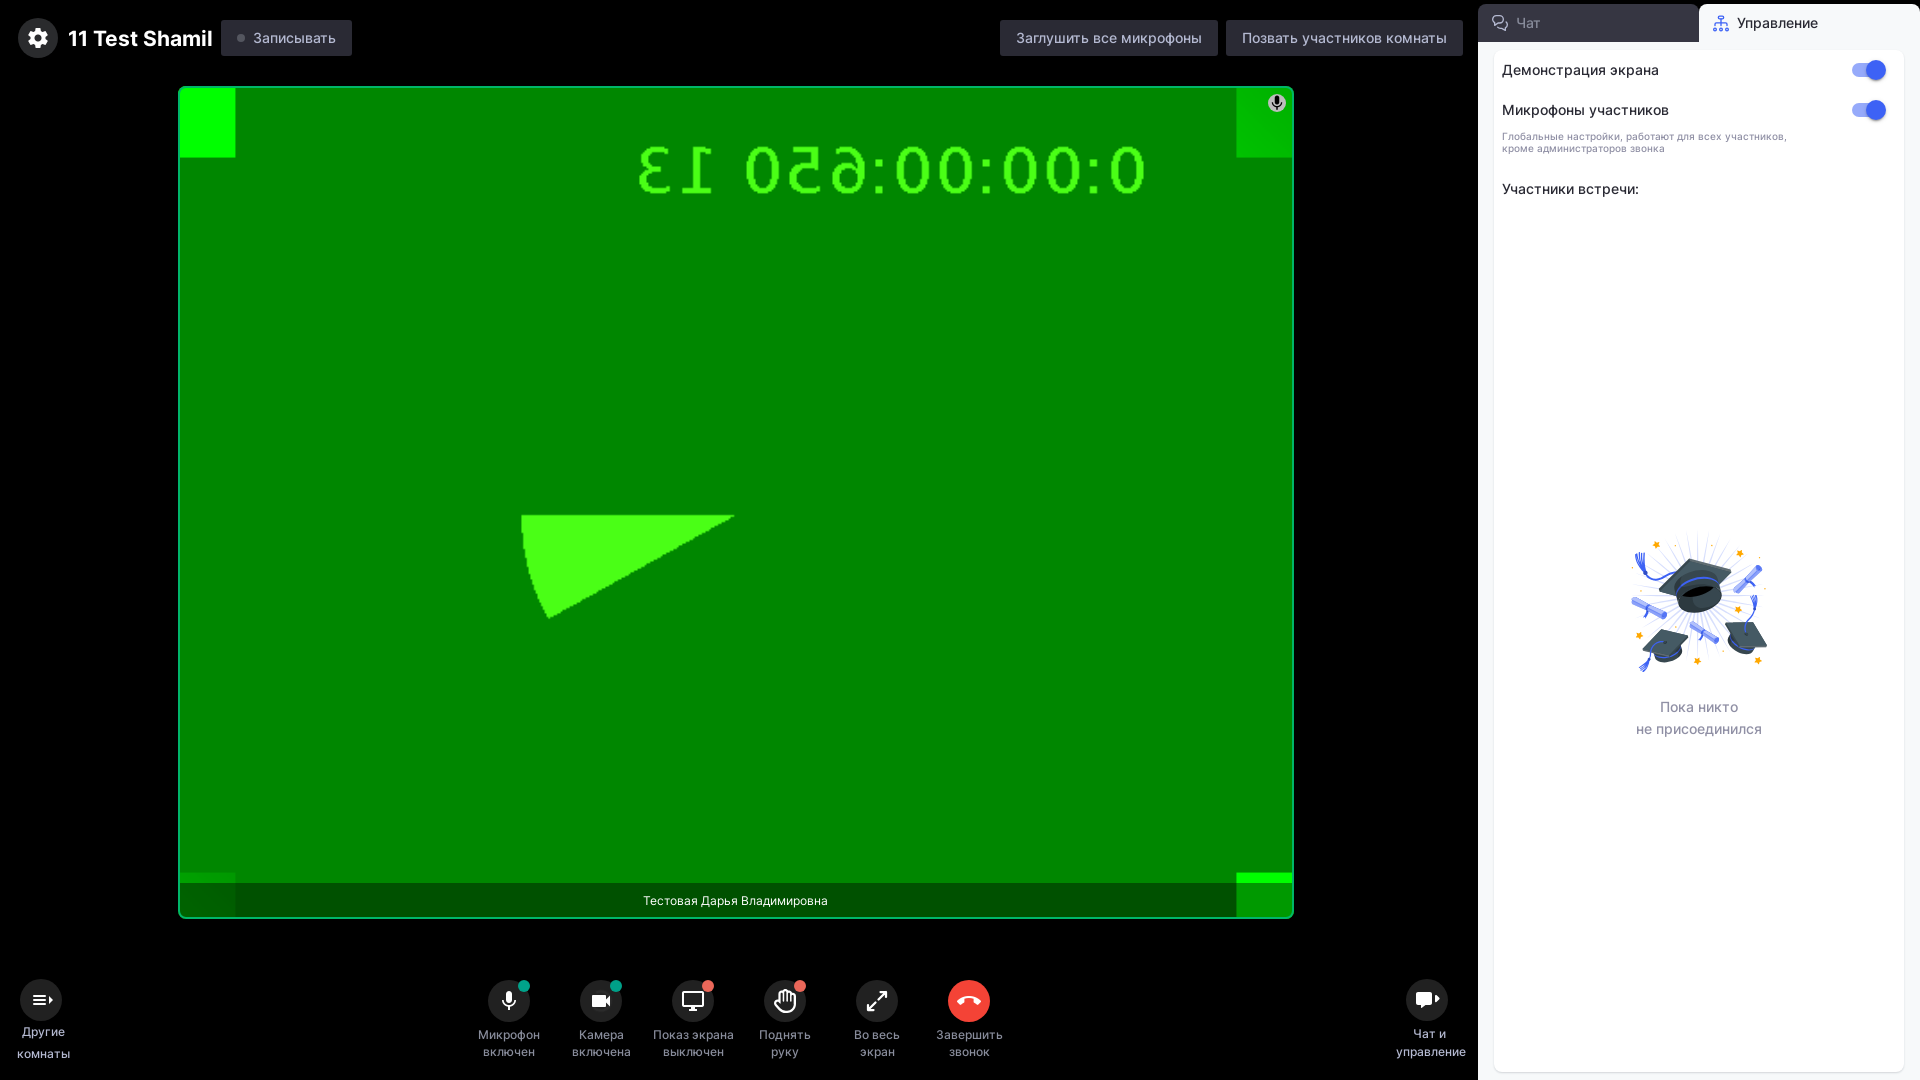 11 Test Shamil
Записывать
Заглушить все микрофоны
Позвать участников комнаты
Чат
Управление
Демонстрация экрана
Микрофоны участников
Глобальные настройки, работают для всех участников,
кроме администраторов звонка
Участники встречи:
0:00:00:650 13
Пока никто
не присоединился
Тестовая Дарья Владимировна
Другие
комнаты
Микрофон
включен
Камера
включена
Показ экрана
выключен
Поднять
руку
Во весь
экран
Завершить
звонок
Чат и
управление